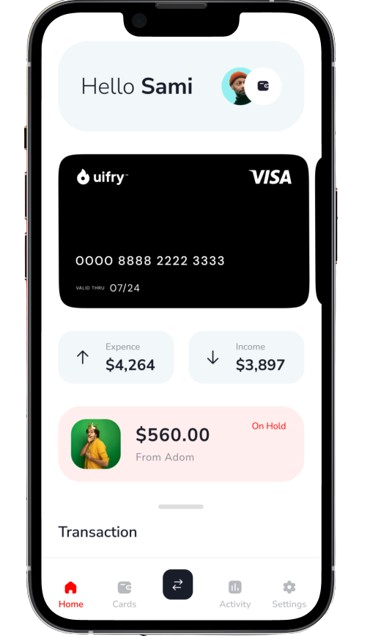 Hello Sami
uifry™
VISA
0000 8888 2222 3333
VALID THRU 07/24
Expence
$4,264
Income
$3,897
$560.00
On Hold
From Adom
Transaction
Home
Cards
Activity
Settings